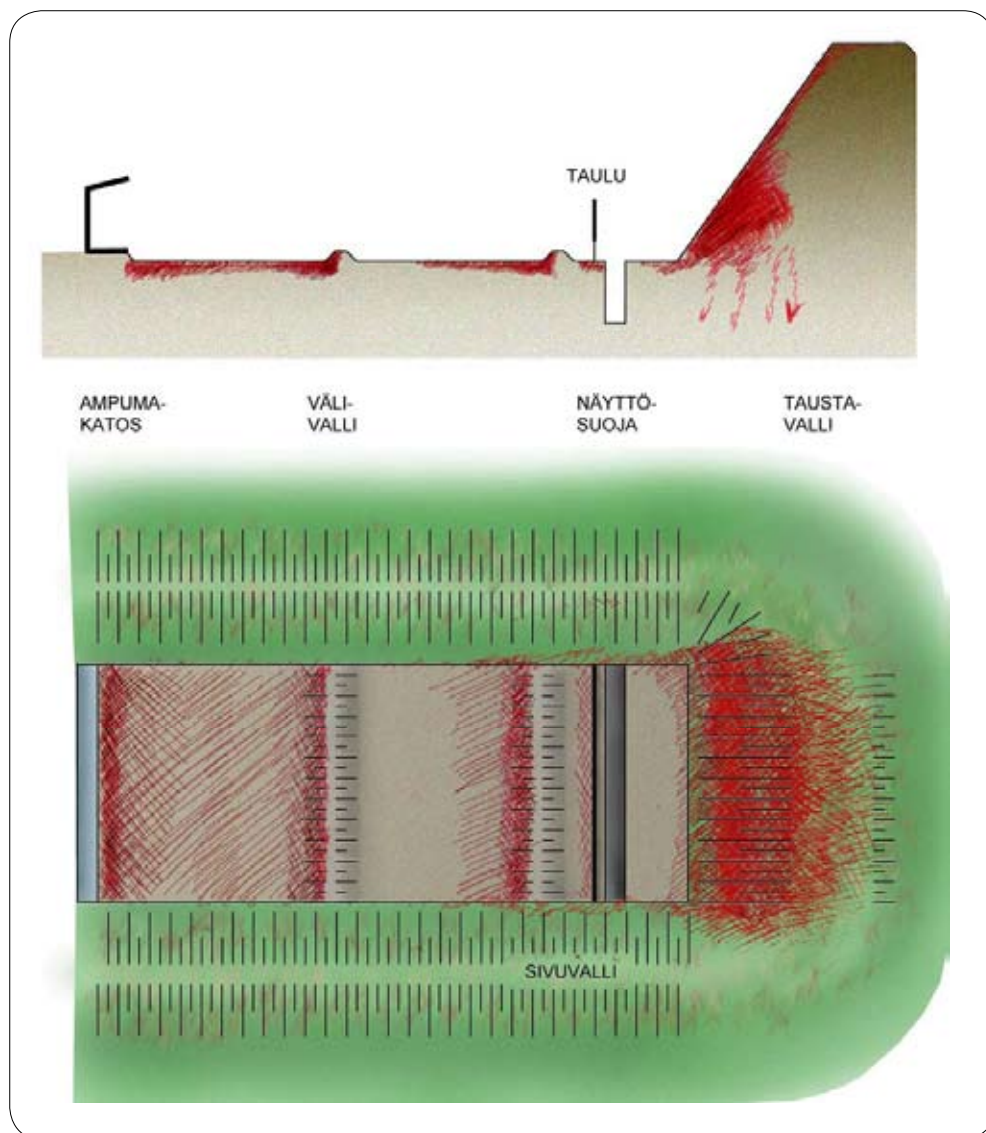 TAULU
AMPUMA-
KATOS
VÄLI-
VALLI
NÄYTTÖ-
SUOJA
TAUSTA-
VALLI
SIVUVALLI